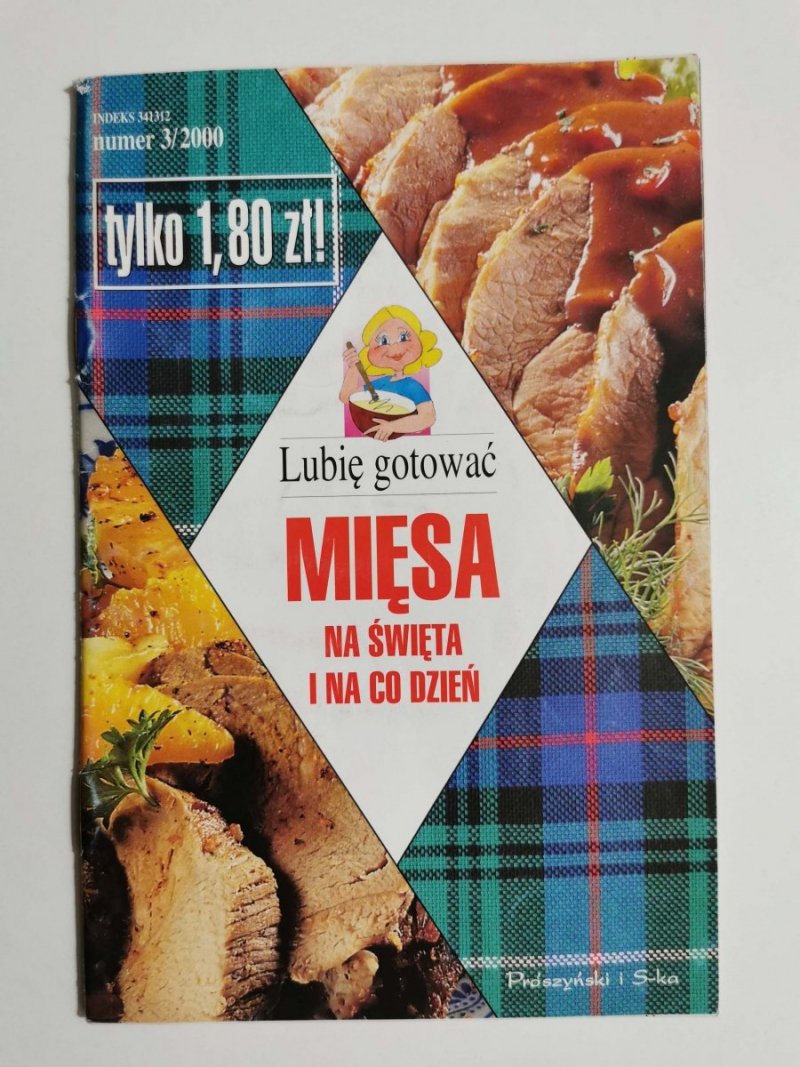 INDEKS 341312
numer 3/2000
tylko 1,80 zł!
Lubię gotować
MIĘSA
NA ŚWIĘTA
I NA CO DZIEŃ
Prószyński i S-ka